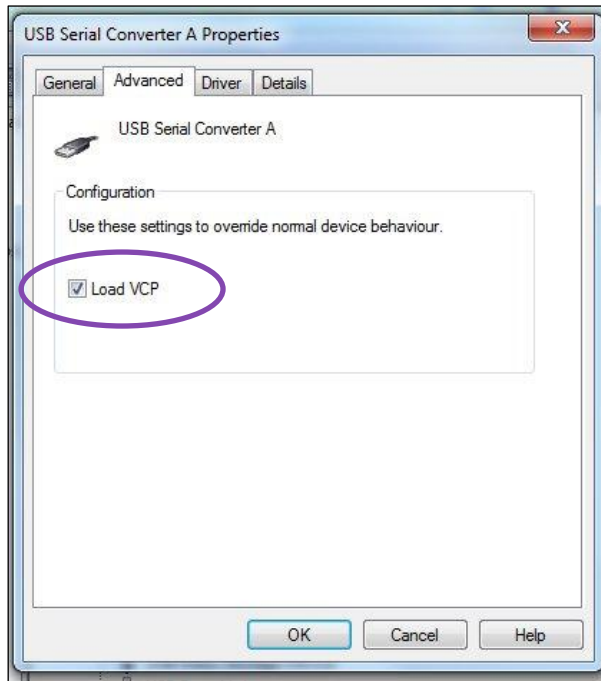 USB Serial Converter A Properties
General Advanced Driver Details
USB Serial Converter A
Configuration
Use these settings to override normal device behaviour.
Load VCP
OK Cancel Help